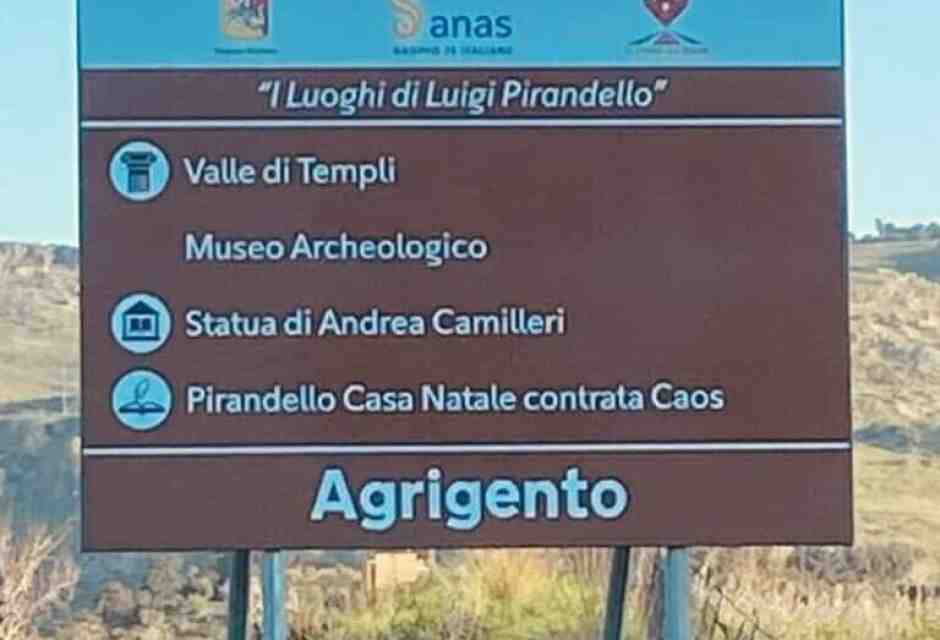 Sanas
“I Luoghi di Luigi Pirandello”
Valle di Templi
Museo Archeologico
Statua di Andrea Camilleri
Pirandello Casa Natale contrata Caos
Agrigento